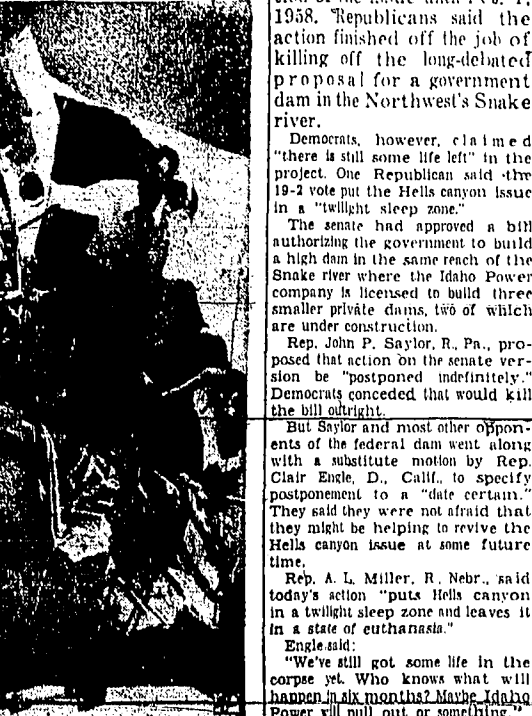 1958. Republicans said the
action finished off the job of
killing off the long-debated
proposal for a government
dam in the Northwest's Snake
river.
Democrats, however, claimed
"there is still some life left" in the
project. One Republican said the
19-2 vote put the Hells canyon issue
in a "twilight sleep zone."
The senate had approved a bill
authorizing the government to build
a high dam in the same reach of the
Snake river where the Idaho Power
company is licensed to build three
smaller private dams, two of which
are under construction.
Rep. John P. Saylor, R., Pa., pro-
posed that action on the senate ver-
sion be "postponed indefinitely."
Democrats conceded that would kill
the bill outright.
But Saylor and most other oppon-
ents of the federal dam went along
with a substitute motion by Rep.
Clair Engle, D., Calif., to specify
postponement to a "date certain."
They said they were not afraid that
they might be helping to revive the
Hells canyon issue at some future
time.
Rep. A. L. Miller, R., Nebr., said
today's action "puts Hells canyon
in a twilight sleep zone and leaves it
in a state of euthanasia."
Engle said:
"We've still got some life in the
corpse yet. Who knows what will
happen in six months? Maybe Idaho
Power will pull out or something."